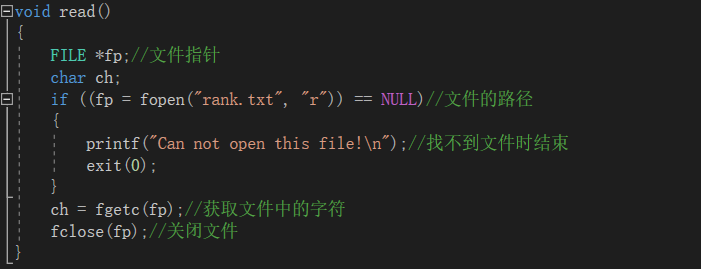 void read()
{
FILE *fp;//文件指针
char ch;
if ((fp = fopen("rank.txt", "r")) == NULL)//文件的路径
{
printf("Can not open this file!\n");//找不到文件时结束
exit(0);
}
ch = fgetc(fp);//获取文件中的字符
fclose(fp);//关闭文件
}